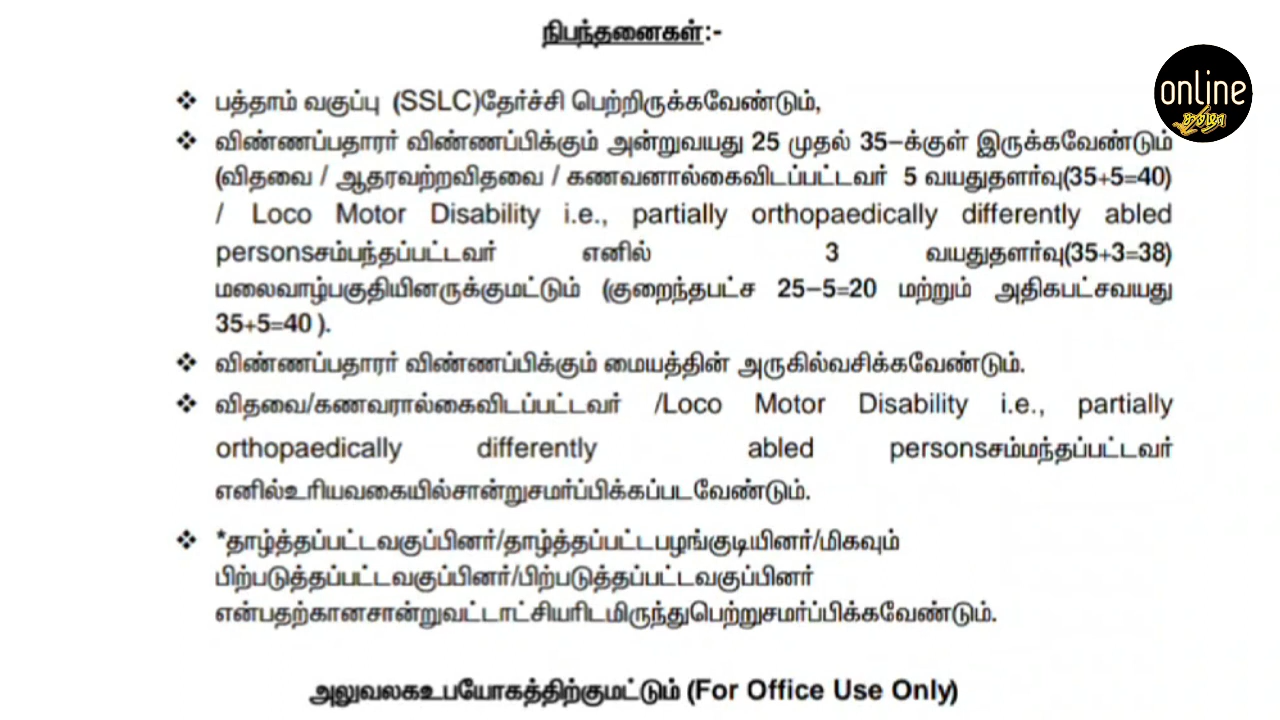 நிபந்தனைகள்:-
online
தமிழா
❖ பத்தாம் வகுப்பு (SSLC)தேர்ச்சி பெற்றிருக்கவேண்டும்,
❖ விண்ணப்பதாரர் விண்ணப்பிக்கும் அன்றுவயது 25 முதல் 35–க்குள் இருக்கவேண்டும்
(விதவை / ஆதரவற்றவிதவை / கணவனால்கைவிடப்பட்டவர் 5 வயதுதளர்வு(35+5=40)
/ Loco Motor Disability i.e., partially orthopaedically differently abled
personsசம்பந்தப்பட்டவர் எனில் 3 வயதுதளர்வு(35+3=38)
மலைவாழ்பகுதியினருக்குமட்டும் (குறைந்தபட்ச 25–5=20 மற்றும் அதிகபட்சவயது
35+5=40 ).
❖ விண்ணப்பதாரர் விண்ணப்பிக்கும் மையத்தின் அருகில்வசிக்கவேண்டும்.
❖ விதவை/கணவரால்கைவிடப்பட்டவர் /Loco Motor Disability i.e., partially
orthopaedically differently abled personsசம்மந்தப்பட்டவர்
எனில்உரியவகையில்சான்றுசமர்ப்பிக்கப்படவேண்டும்.
❖ *தாழ்த்தப்பட்டவகுப்பினர்/தாழ்த்தப்பட்டபழங்குடியினர்/மிகவும்
பிற்படுத்தப்பட்டவகுப்பினர்/பிற்படுத்தப்பட்டவகுப்பினர்
என்பதற்கானசான்றுவட்டாட்சியரிடமிருந்துபெற்றுசமர்ப்பிக்கவேண்டும்.
அலுவலகஉபயோகத்திற்குமட்டும் (For Office Use Only)